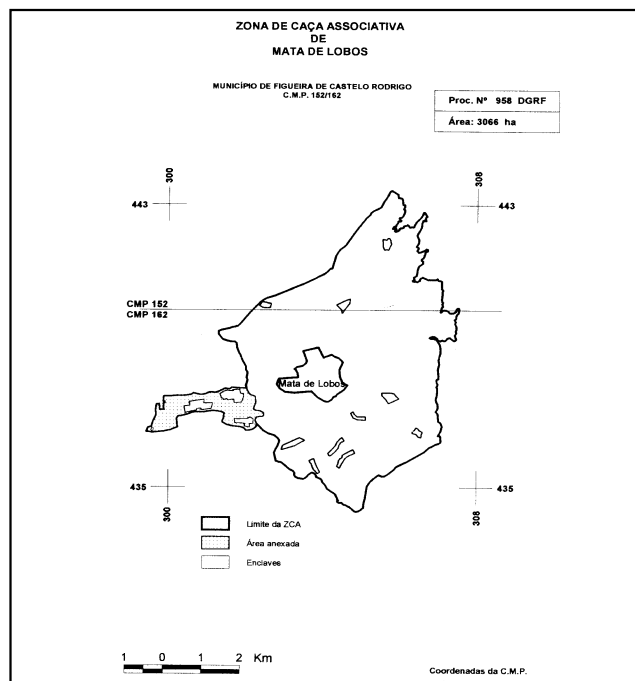 ZONA DE CAÇA ASSOCIATIVA
DE
MATA DE LOBOS
MUNICÍPIO DE FIGUEIRA DE CASTELO RODRIGO
C.M.P. 152/162
Proc. Nº 958 DGRF
Área: 3066 ha
300
308
443
443
CMP 152
CMP 162
Mata de Lobos
435
435
300
308
Limite da ZCA
Área anexada
Enclaves
1 0 1 2 Km
Coordenadas da C.M.P.